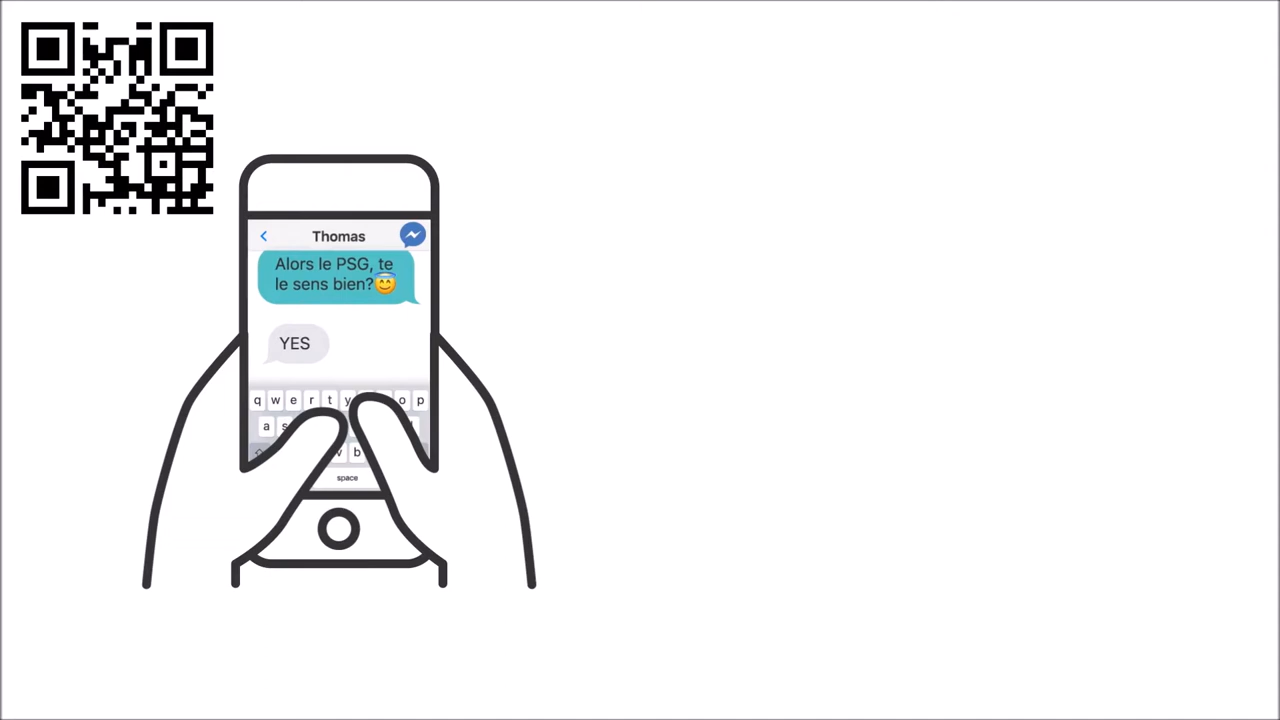 Thomas
Alors le PSG, te
le sens bien?😇
YES
q w e r t y o p
a s
v b
space